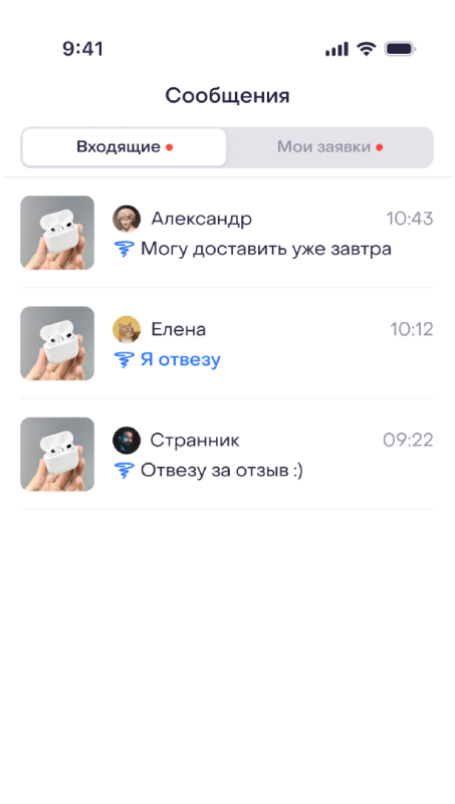 9:41
Сообщения
Входящие
Мои заявки
Александр
10:43
Могу доставить уже завтра
Елена
10:12
Я отвезу
Странник
09:22
Отвезу за отзыв :)